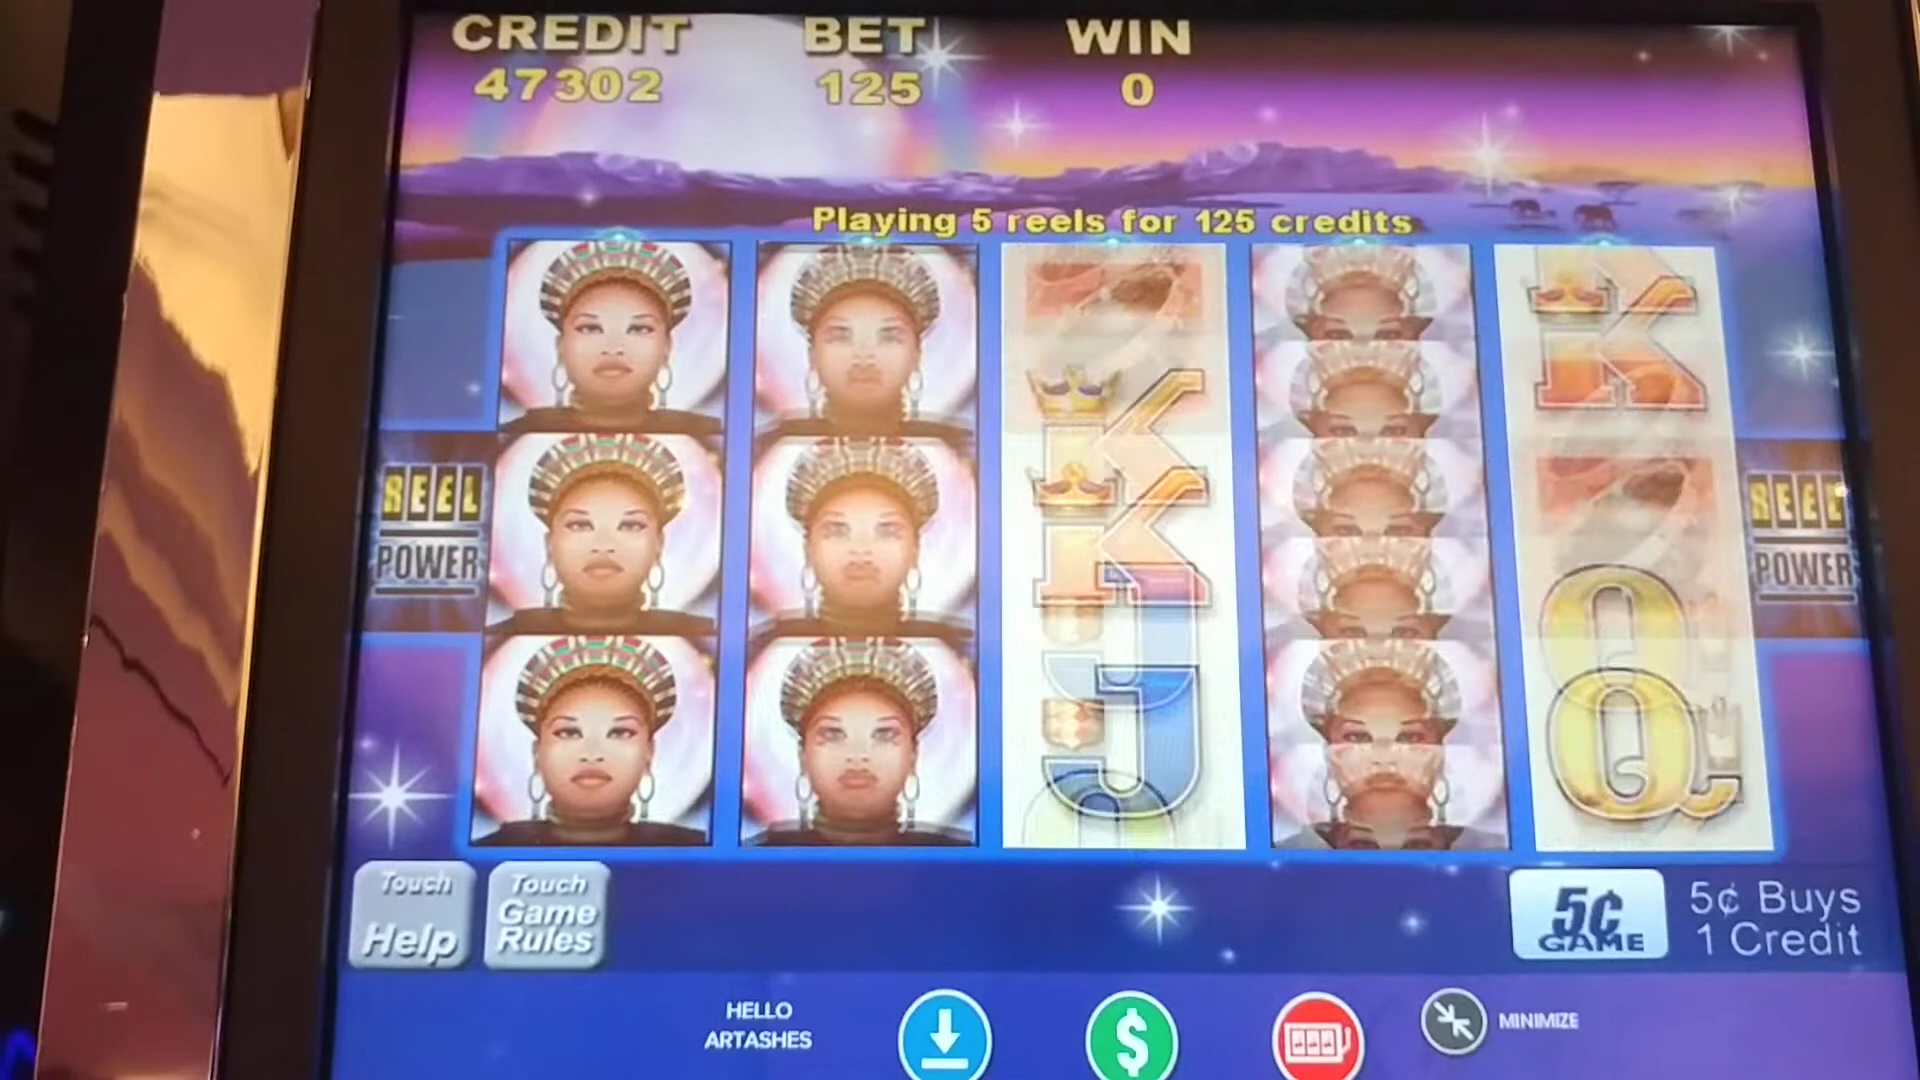 CREDIT BET WIN
47302 125 0
Playing 5 reels for 125 credits
K
K
K
J
J
Q
Q
REEL
POWER
REEL
POWER
Touch
Help
Touch
Game
Rules
5¢
GAME
5¢ Buys
1 Credit
HELLO
ARTASHES
$
MINIMIZE